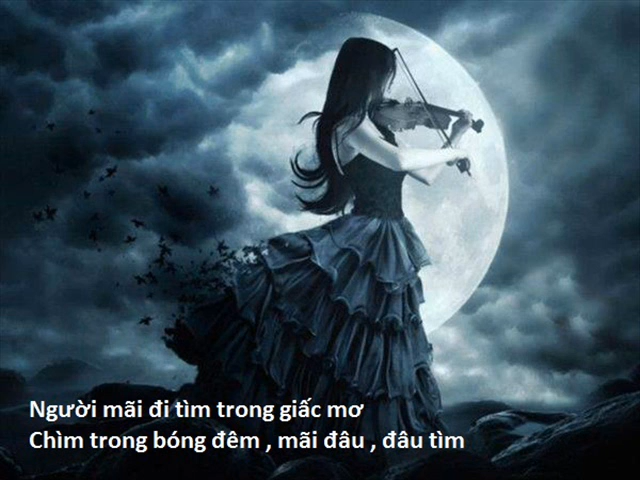 Người mãi đi tìm trong giấc mơ
Chìm trong bóng đêm , mãi đâu , đâu tìm